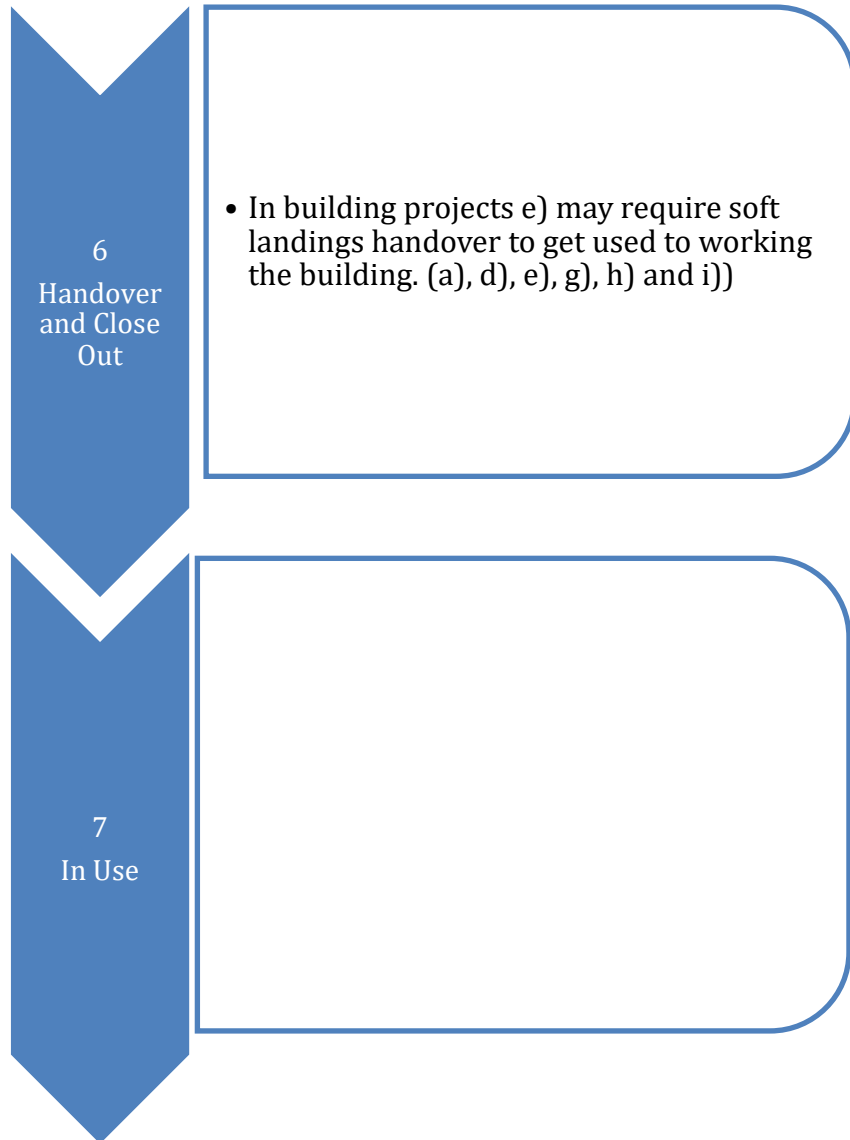 6
Handover
and Close
Out
• In building projects e) may require soft
landings handover to get used to working
the building. (a), d), e), g), h) and i))
7
In Use